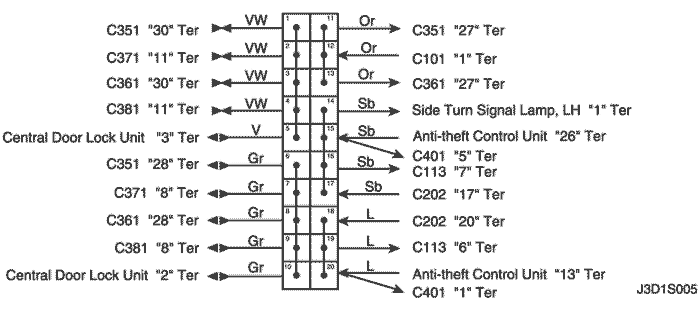 C351 "30" Ter VW 1 11 Or C351 "27" Ter
C371 "11" Ter VW 2 12 Or C101 "1" Ter
C361 "30" Ter VW 3 13 Or C361 "27" Ter
C381 "11" Ter VW 4 14 Sb Side Turn Signal Lamp, LH "1" Ter
Central Door Lock Unit "3" Ter V 5 15 Sb Anti-theft Control Unit "26" Ter
C401 "5" Ter
C351 "28" Ter Gr 6 16 Sb C113 "7" Ter
C371 "8" Ter Gr 7 17 Sb C202 "17" Ter
C361 "28" Ter Gr 8 18 L C202 "20" Ter
C381 "8" Ter Gr 9 19 L C113 "6" Ter
Central Door Lock Unit "2" Ter Gr 10 20 L Anti-theft Control Unit "13" Ter
C401 "1" Ter
J3D1S005